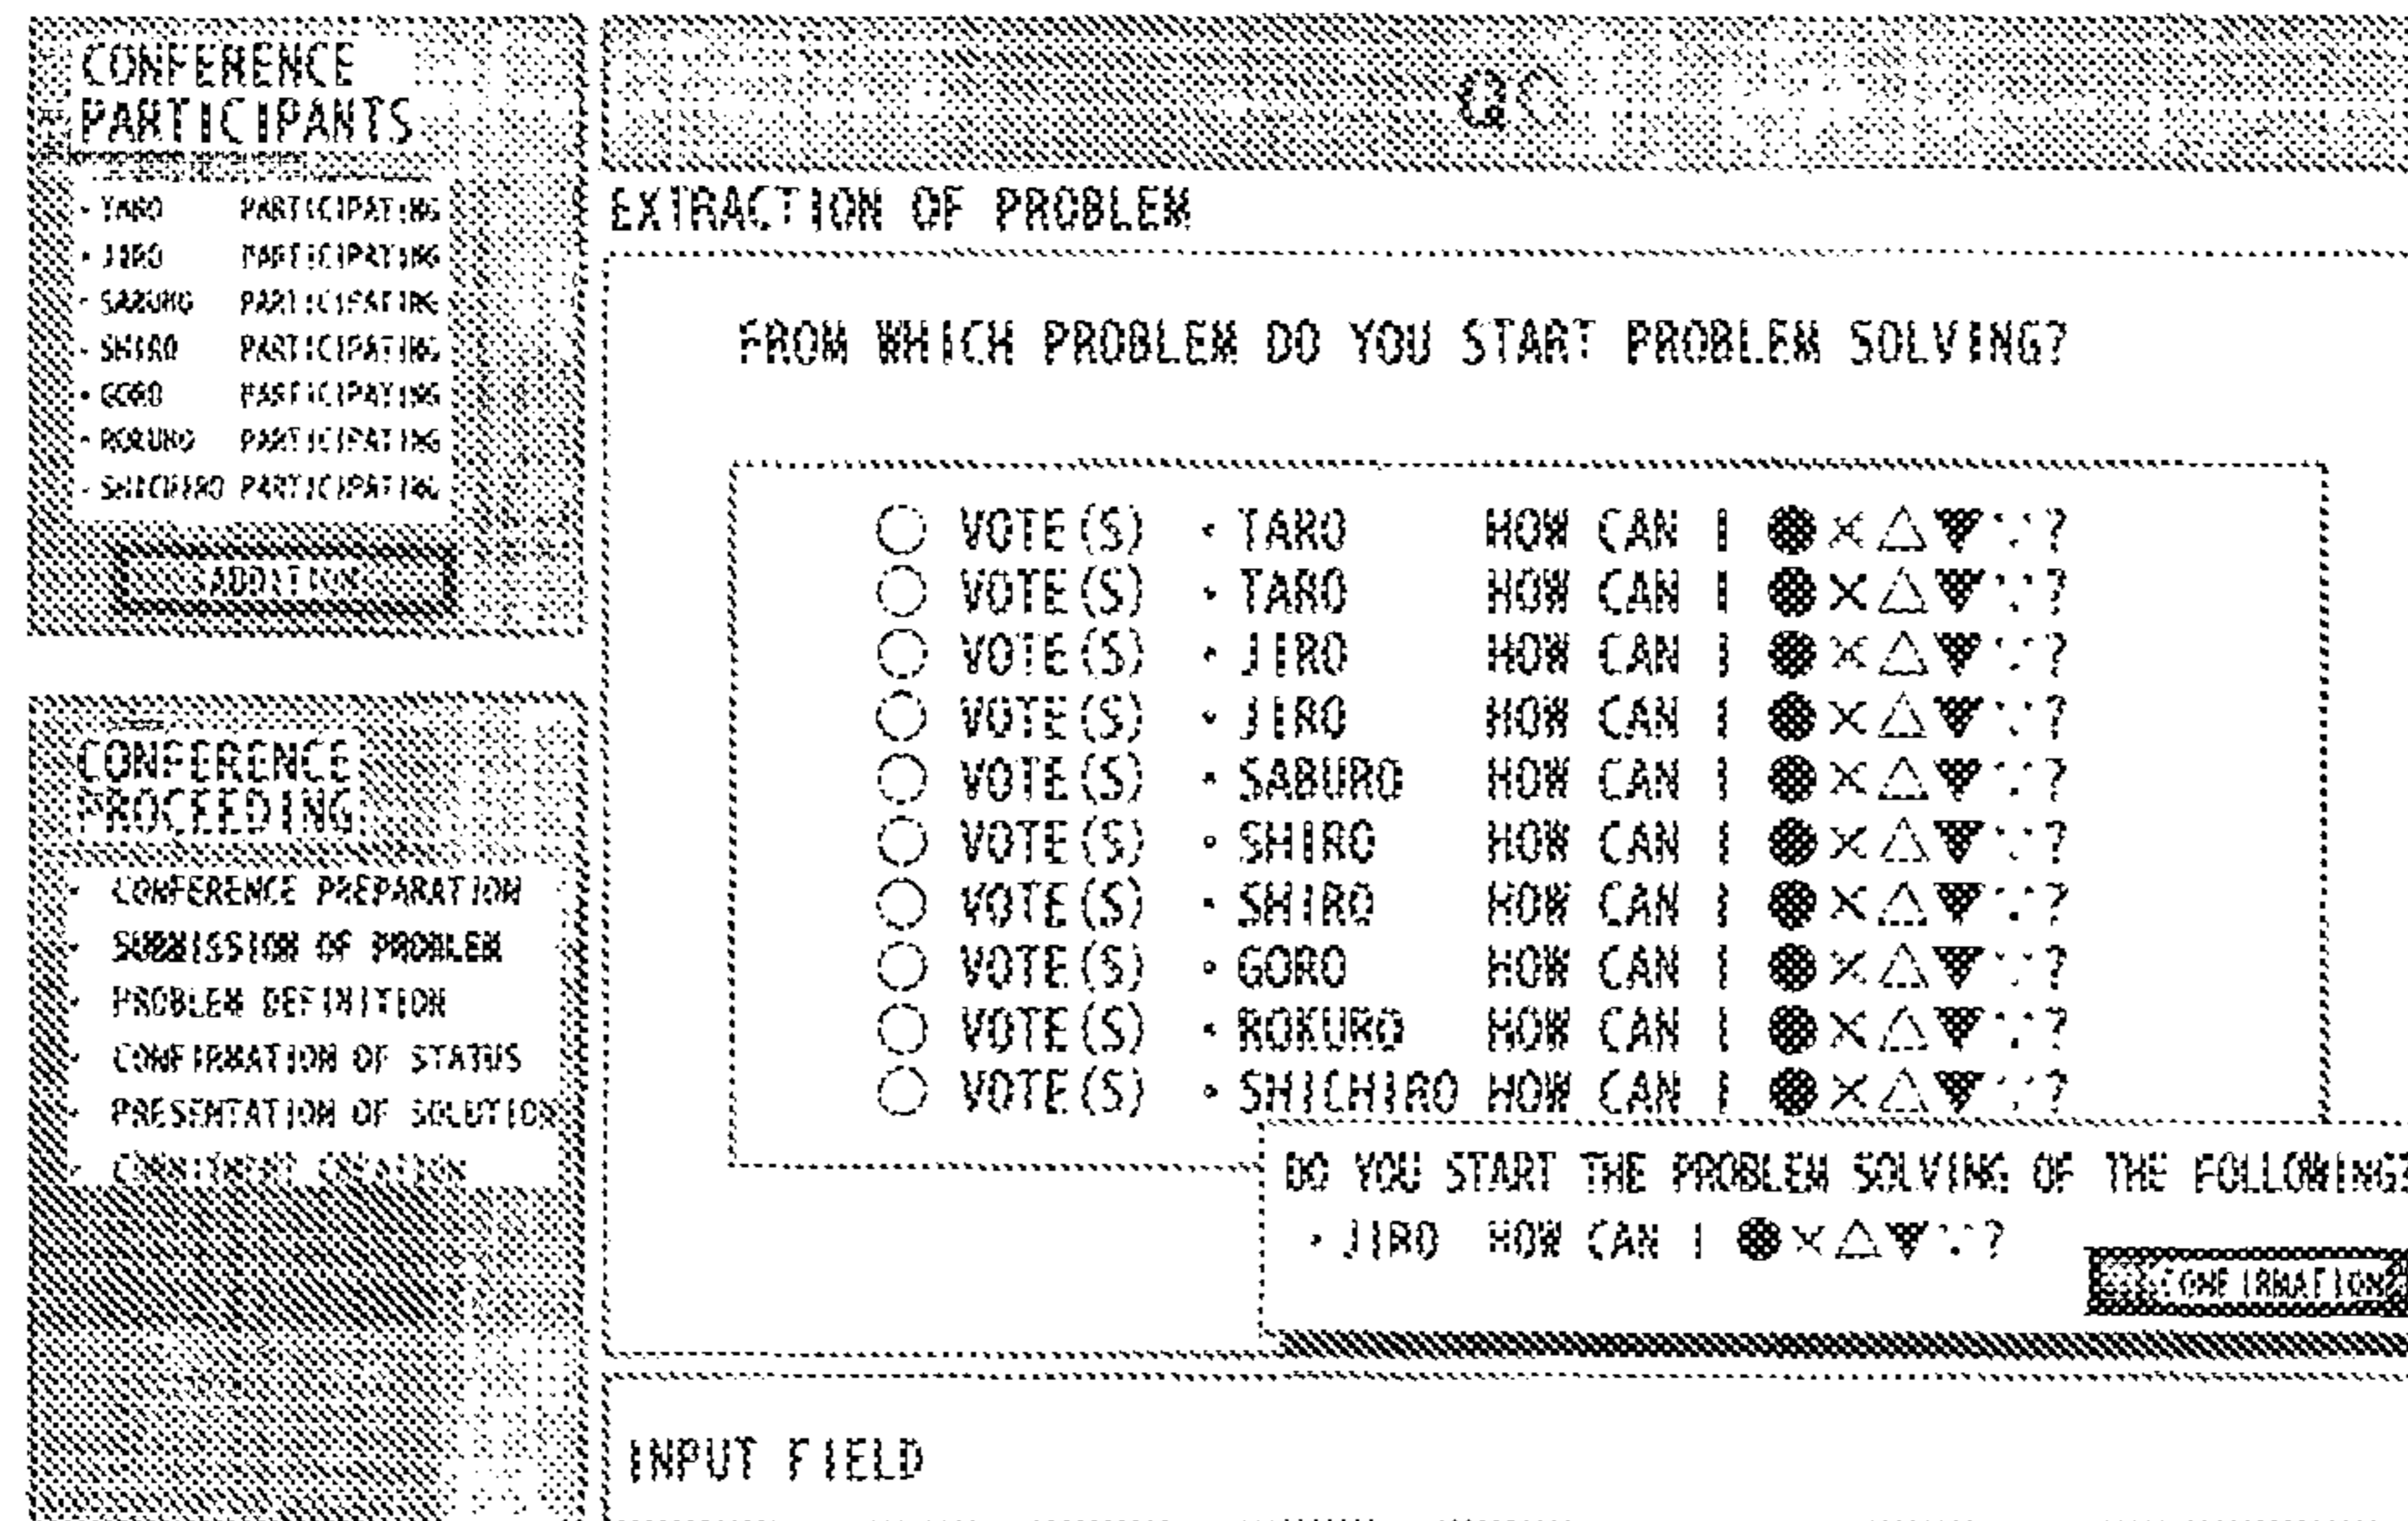 CONFERENCE
PARTICIPANTS
・TARO PARTICIPATING
・JIRO PARTICIPATING
・SABURO PARTICIPATING
・SHIRO PARTICIPATING
・GORO PARTICIPATING
・ROKURO PARTICIPATING
・SHICHIRO PARTICIPATING
ADDITION
CONFERENCE
PROCEEDING
・ CONFERENCE PREPARATION
・ SUBMISSION OF PROBLEM
・ PROBLEM DEFINITION
・ CONFIRMATION OF STATUS
・ PRESENTATION OF SOLUTION
・ COMMITMENT CREATION
QC
EXTRACTION OF PROBLEM
FROM WHICH PROBLEM DO YOU START PROBLEM SOLVING?
○ VOTE(S) ・TARO HOW CAN I ●×△▼∵?
○ VOTE(S) ・TARO HOW CAN I ●×△▼∵?
○ VOTE(S) ・JIRO HOW CAN I ●×△▼∵?
○ VOTE(S) ・JIRO HOW CAN I ●×△▼∵?
○ VOTE(S) ・SABURO HOW CAN I ●×△▼∵?
○ VOTE(S) ・SHIRO HOW CAN I ●×△▼∵?
○ VOTE(S) ・SHIRO HOW CAN I ●×△▼∵?
○ VOTE(S) ・GORO HOW CAN I ●×△▼∵?
○ VOTE(S) ・ROKURO HOW CAN I ●×△▼∵?
○ VOTE(S) ・SHICHIRO HOW CAN I ●×△▼∵?
DO YOU START THE PROBLEM SOLVING OF THE FOLLOWING?
・JIRO HOW CAN I ●×△▼∵?
CONFIRMATION
INPUT FIELD